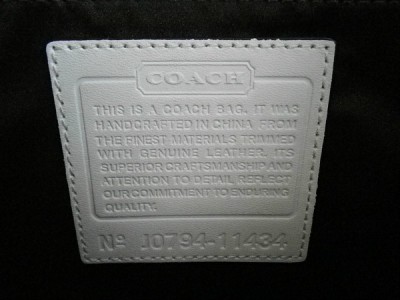 COACH
THIS IS A COACH BAG. IT WAS
HANDCRAFTED IN CHINA FROM
THE FINEST MATERIALS TRIMMED
WITH GENUINE LEATHER. ITS
SUPERIOR CRAFTSMANSHIP AND
ATTENTION TO DETAIL REFLECT
OUR COMMITMENT TO ENDURING
QUALITY.
Nº J0794-11434